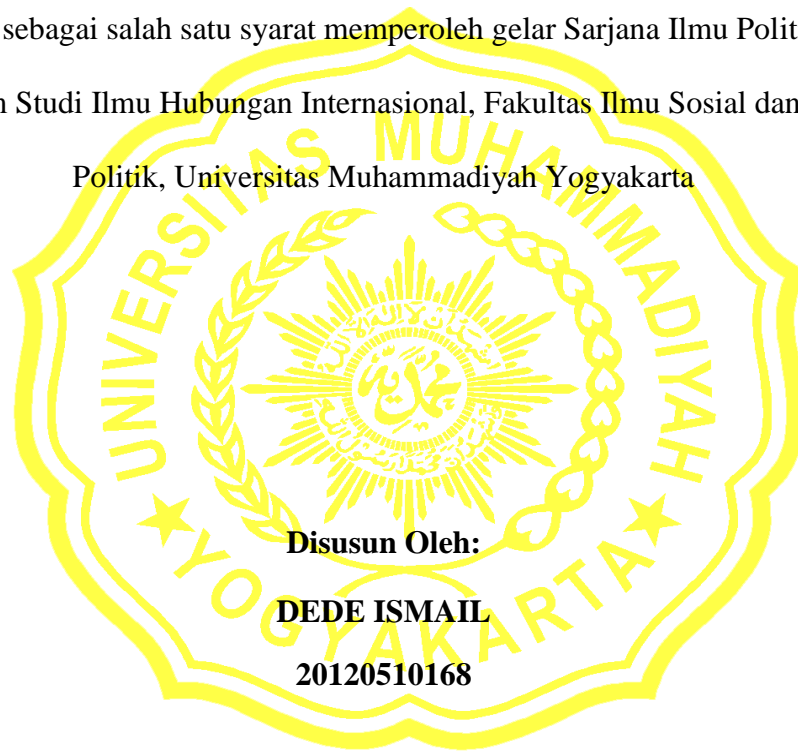 sebagai salah satu syarat memperoleh gelar Sarjana Ilmu Polit
n Studi Ilmu Hubungan Internasional, Fakultas Ilmu Sosial dan
Politik, Universitas Muhammadiyah Yogyakarta
UNIVERSITAS MUHAMMADIYAH
YOGYAKARTA
Disusun Oleh:
DEDE ISMAIL
20120510168